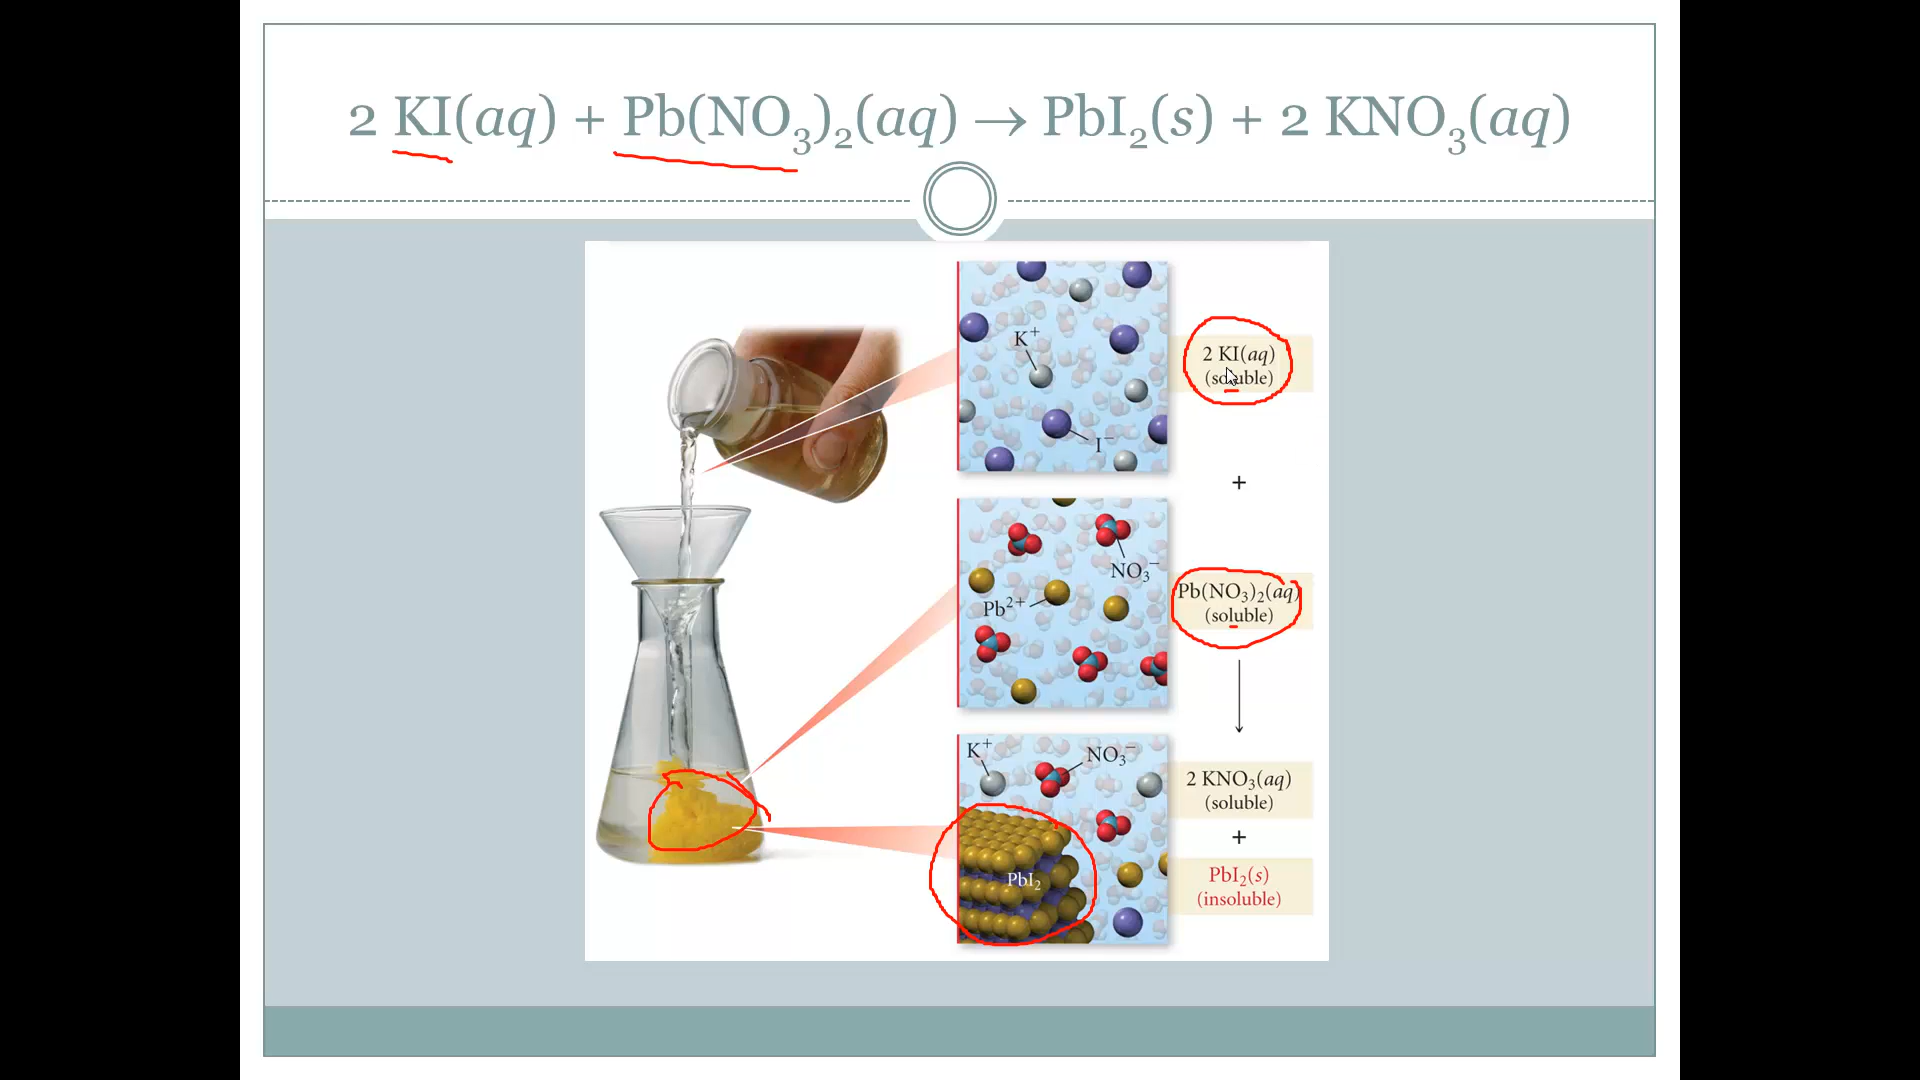 2 KI(aq) + Pb(NO₃)₂(aq) → PbI₂(s) + 2 KNO₃(aq)
K⁺
I⁻
2 KI(aq)
(soluble)
+
NO₃⁻
Pb²⁺
Pb(NO₃)₂(aq)
(soluble)
K⁺
NO₃⁻
PbI₂
2 KNO₃(aq)
(soluble)
+
PbI₂(s)
(insoluble)